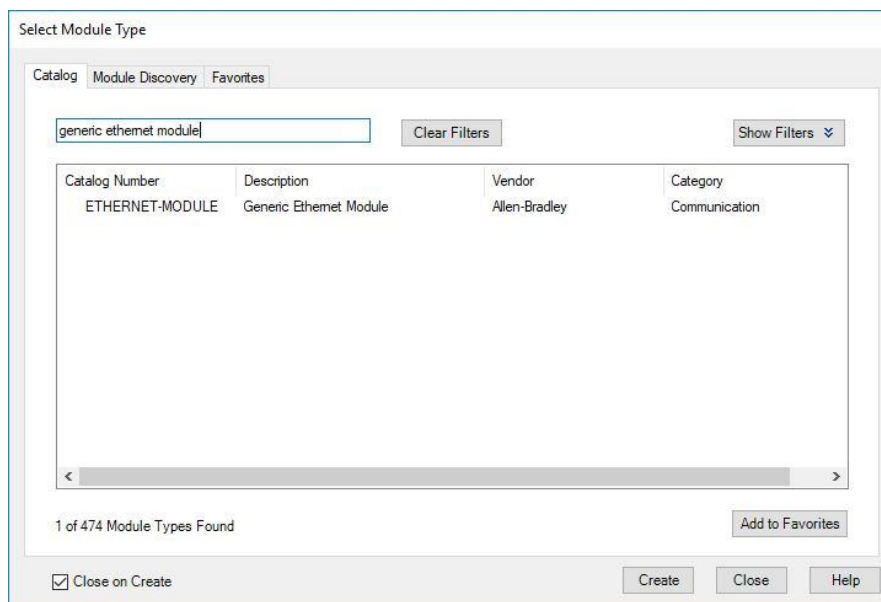 Select Module Type
Catalog Module Discovery Favorites
generic ethernet module
Clear Filters
Show Filters
Catalog Number Description Vendor Category
ETHERNET-MODULE Generic Ethernet Module Allen-Bradley Communication
1 of 474 Module Types Found
Add to Favorites
Close on Create
Create
Close
Help